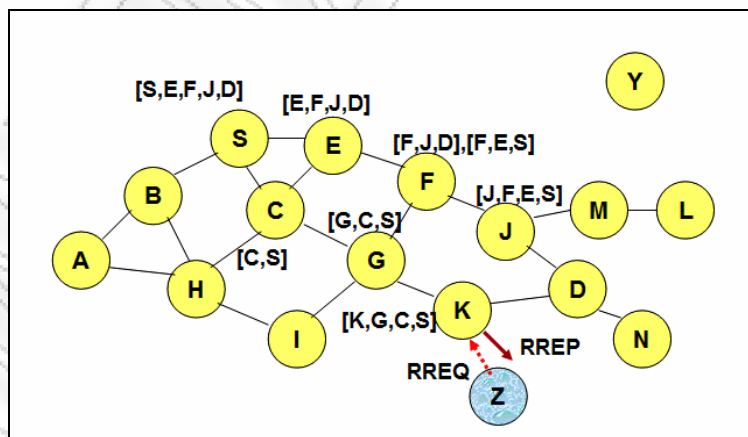 Y
[S,E,F,J,D]
[E,F,J,D]
S
E
[F,J,D],[F,E,S]
F
[J,F,E,S]
B
C
[G,C,S]
M
L
J
A
[C,S]
G
H
D
K
[K,G,C,S]
I
N
RREP
RREQ
Z